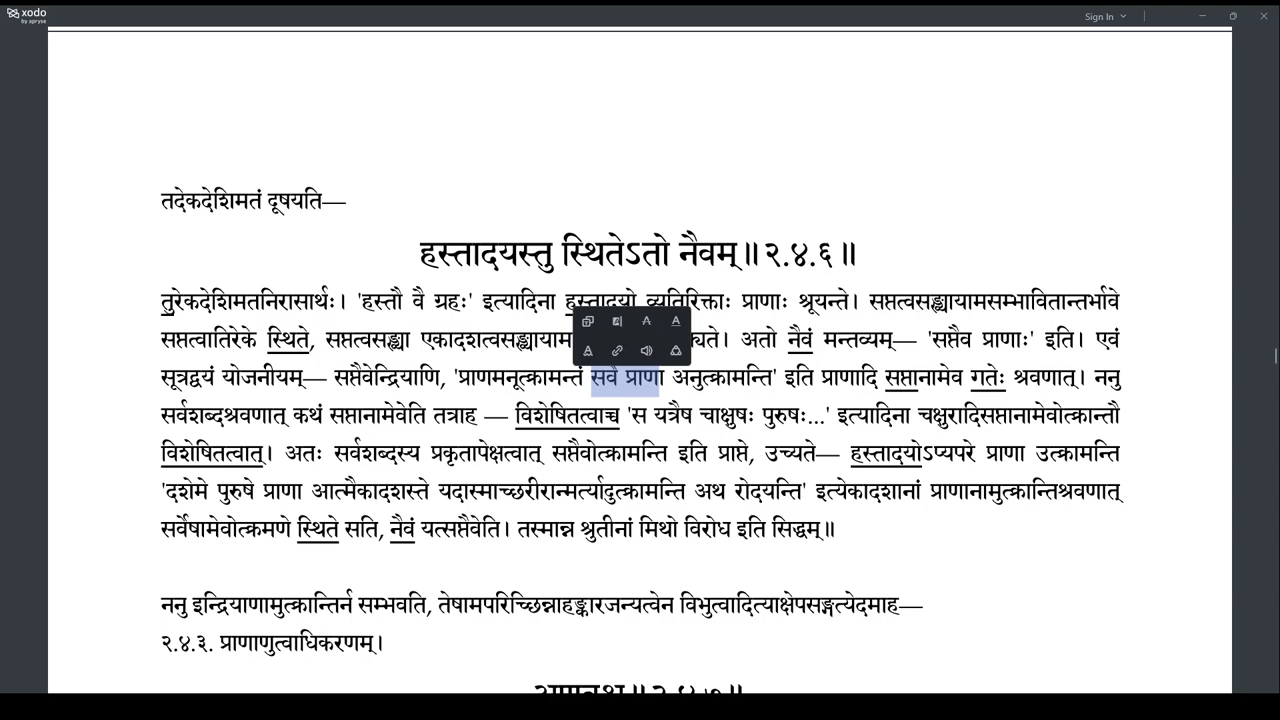 xodo
by apryse
Sign In
तदेकदेशिमतं दूषयति—
हस्तादयस्तु स्थितेऽतो नैवम्॥२.४.६॥
तुरेकदेशिमतनिरासार्थः। 'हस्तौ वै ग्रहः' इत्यादिना हस्तादयो व्यतिरिक्ताः प्राणाः श्रूयन्ते। सप्तत्वसङ्ख्यायामसम्भावितान्तर्भावे
सप्तत्वातिरेके स्थिते, सप्तत्वसङ्ख्या एकादशत्वसङ्ख्यायाम अतो नैवं मन्तव्यम्— 'सप्तैव प्राणाः' इति। एवं
सूत्रद्वयं योजनीयम्— सप्तैवेन्द्रियाणि, 'प्राणमनूत्क्रामन्तं सर्वे प्राणा अनुत्क्रामन्ति' इति प्राणादि सप्तानामेव गतेः श्रवणात्। ननु
सर्वशब्दश्रवणात् कथं सप्तानामेवेति तत्राह — विशेषितत्वाच्च 'स यत्रैष चाक्षुषः पुरुषः...' इत्यादिना चक्षुरादिसप्तानामेवोत्क्रान्तौ
विशेषितत्वात्। अतः सर्वशब्दस्य प्रकृतापेक्षत्वात् सप्तैवोत्क्रामन्ति इति प्राप्ते, उच्यते— हस्तादयोऽप्यपरे प्राणा उत्क्रामन्ति
'दशेमे पुरुषे प्राणा आत्मैकादशस्ते यदास्माच्छरीरान्मर्त्यादुत्क्रामन्ति अथ रोदयन्ति' इत्येकादशानां प्राणानामुत्क्रान्तिश्रवणात्
सर्वेषामेवोत्क्रमणे स्थिते सति, नैवं यत्सप्तैवेति। तस्मान्न श्रुतीनां मिथो विरोध इति सिद्धम्॥
ननु इन्द्रियाणामुत्क्रान्तिर्न सम्भवति, तेषामपरिच्छिन्नाहङ्कारजन्यत्वेन विभुत्वादित्याक्षेपसङ्गत्येदमाह—
२.४.३. प्राणाणुत्वाधिकरणम्।